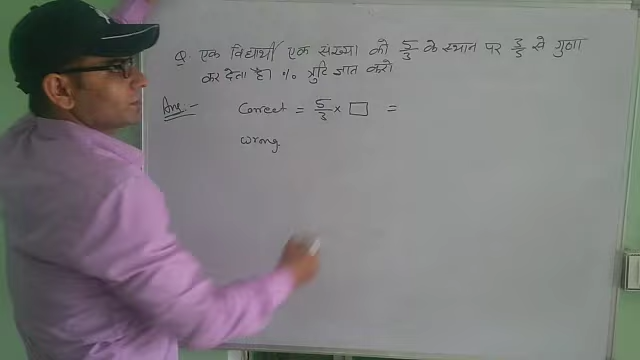 Q. एक विद्यार्थी एक संख्या को 5/3 के स्थान पर 3/5 से गुणा
कर देता है। % त्रुटि ज्ञात करो
Ans:- Correct = 5/3 × □ =
wrong